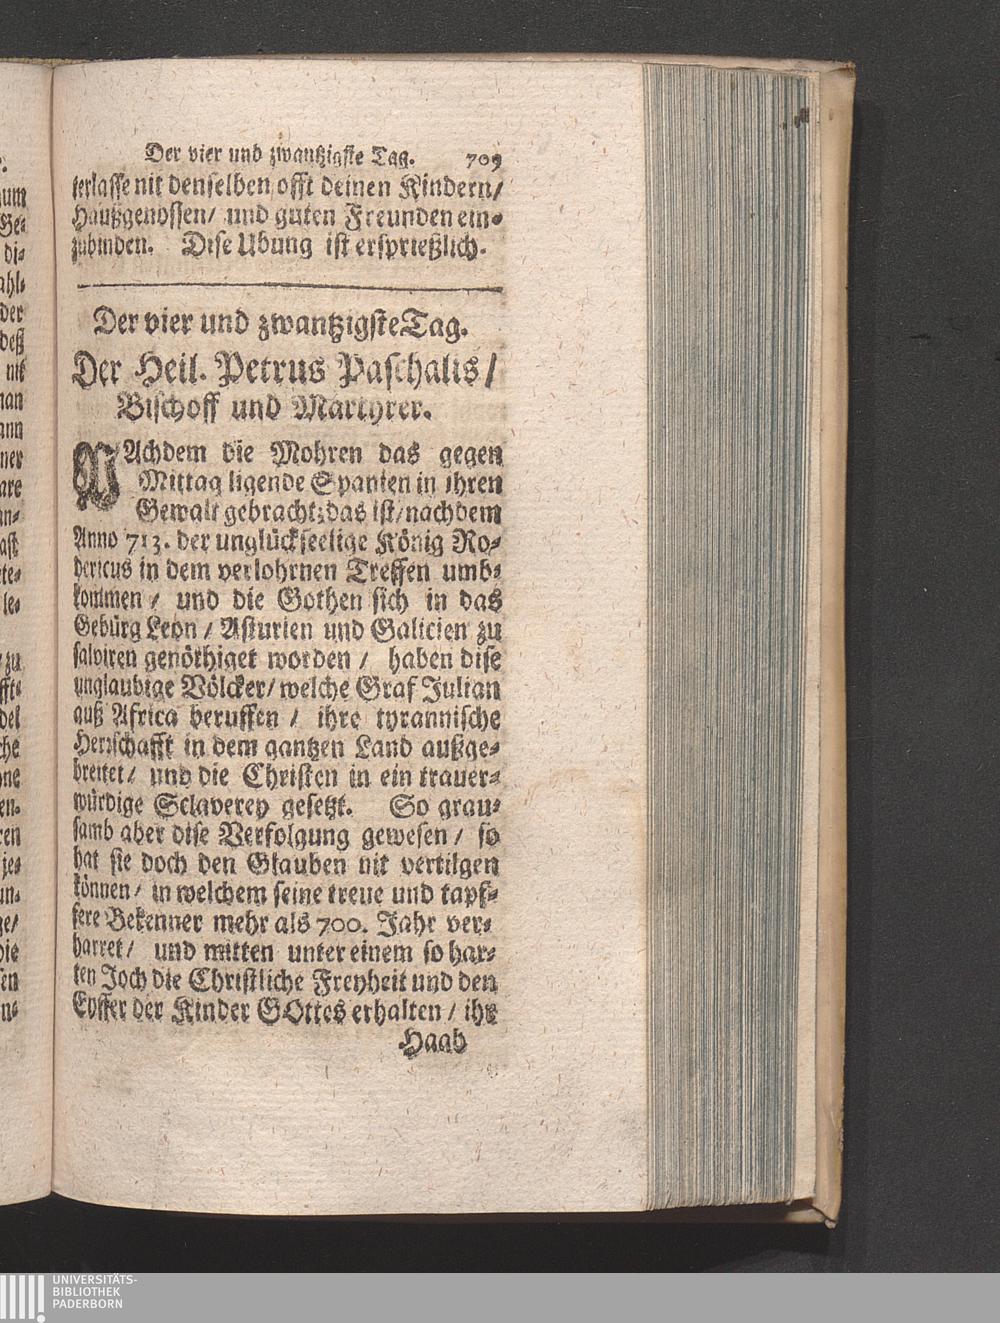 Der vier und zwantzigste Tag. 709
terlasse nit denselben offt deinen Kindern/
Haußgenossen/ und guten Freunden ein-
zubinden. Dise Ubung ist ersprießlich.
Der vier und zwantzigste Tag.
Der Heil. Petrus Paschalis/
Bischoff und Martyrer.
NAchdem die Mohren das gegen
Mittag ligende Spanien in ihren
Gewalt gebracht; das ist/ nachdem
Anno 713. der unglückseelige König Ro-
dericus in dem verlohrnen Treffen umb-
kommen/ und die Gothen sich in das
Gebürg Leon/ Asturien und Galicien zu
salviren genöthiget worden/ haben dise
unglaubige Völcker/ welche Graf Julian
auß Africa beruffen/ ihre tyrannische
Herrschafft in dem gantzen Land außge-
breitet/ und die Christen in ein trauer-
würdige Sclaverey gesetzt. So grau-
samb aber dise Verfolgung gewesen/ so
hat sie doch den Glauben nit vertilgen
können/ in welchem seine treue und tapf-
fere Bekenner mehr als 700. Jahr ver-
harret/ und mitten unter einem so har-
ten Joch die Christliche Freyheit und den
Eyffer der Kinder GOttes erhalten/ ihr
Haab
UNIVERSITÄTS-
BIBLIOTHEK
PADERBORN